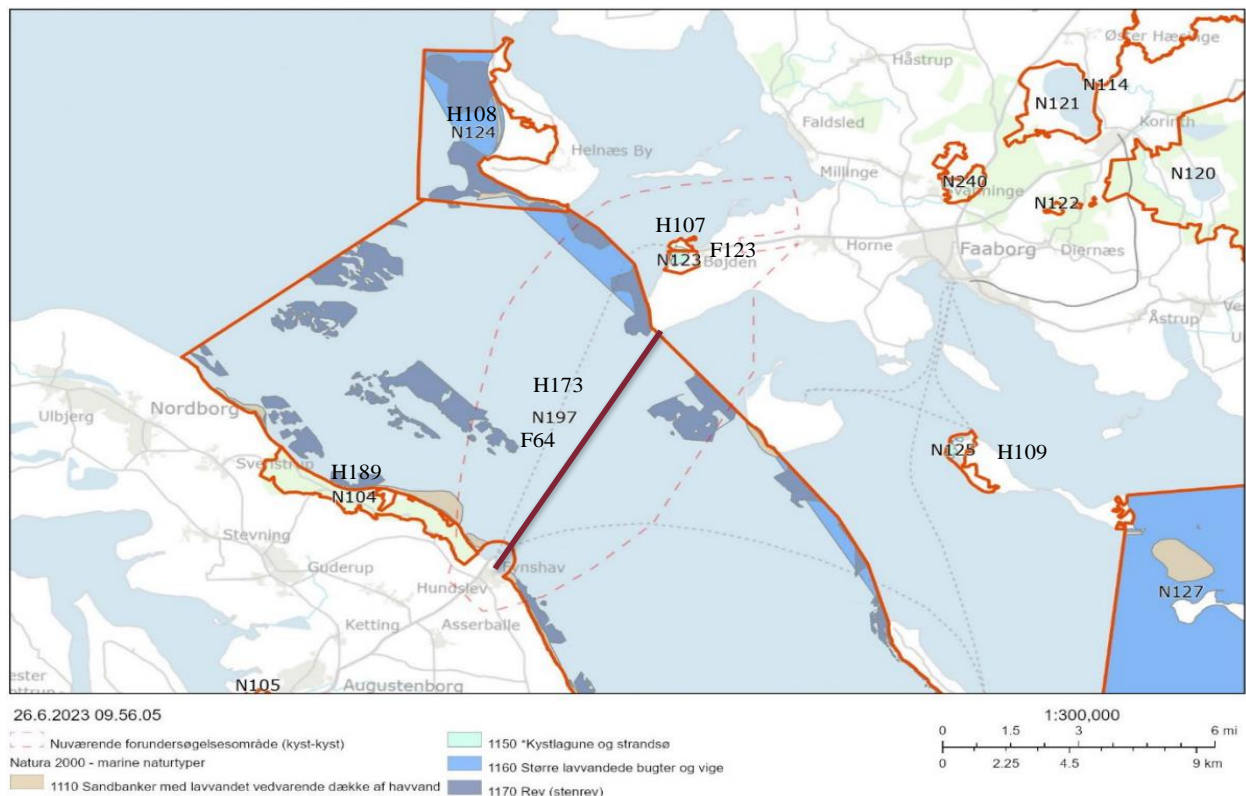 Øster Hæsinge
Håstrup
N114
N121
H108
N124
Faldsled
Korinth
Helnæs By
Millinge
N120
N240
N122
H107
F123
N123
Bøjden
Horne
Faaborg
Diernæs
Åstrup
H173
Ulbjerg
Nordborg
N197
F64
Svenstrup
H189
N104
N125
H109
Stevning
Guderup
Fynshav
Hundslev
N127
Ketting
Asserballe
N105
Augustenborg
26.6.2023 09.56.05
1:300,000
Nuværende forundersøgelsesområde (kyst-kyst)
Natura 2000 - marine naturtyper
1110 Sandbanker med lavvandet vedvarende dække af havvand
1150 *Kystlagune og strandsø
1160 Større lavvandede bugter og vige
1170 Rev (stenrev)
0 1.5 3 6 mi
0 2.25 4.5 9 km